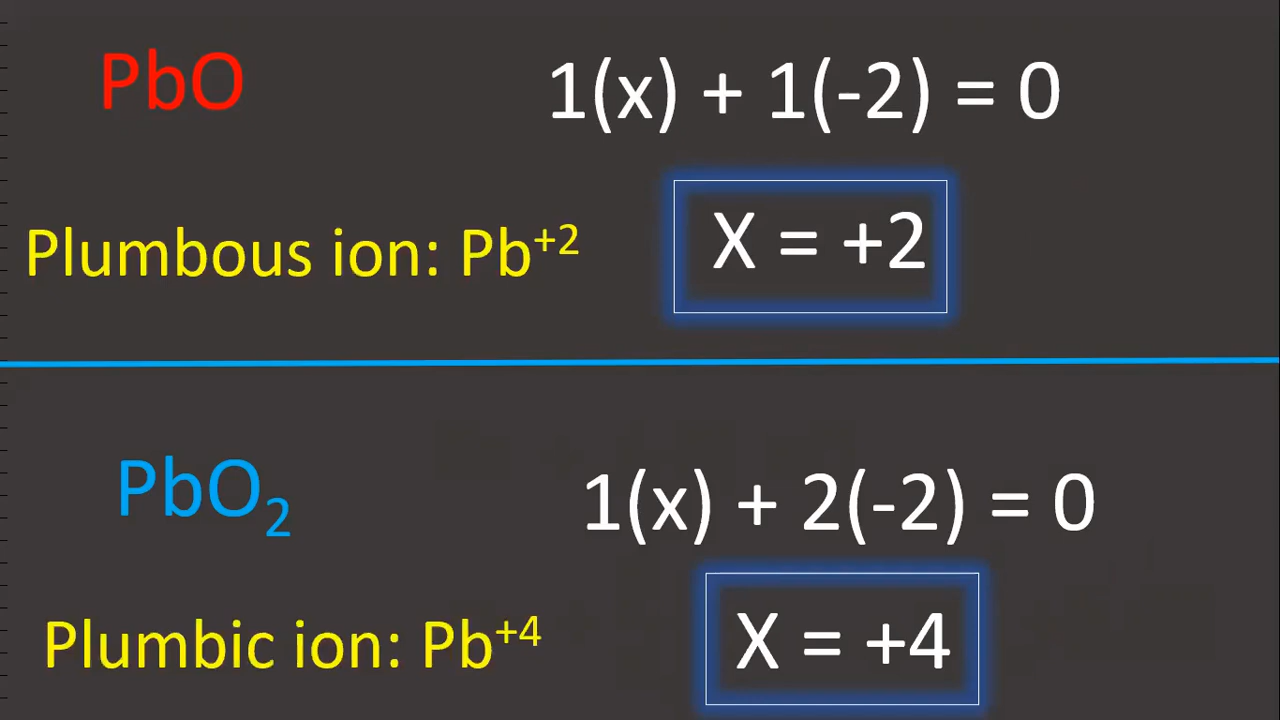 PbO
1(x) + 1(-2) = 0
Plumbous ion: Pb⁺²
X = +2
PbO₂
1(x) + 2(-2) = 0
Plumbic ion: Pb⁺⁴
X = +4